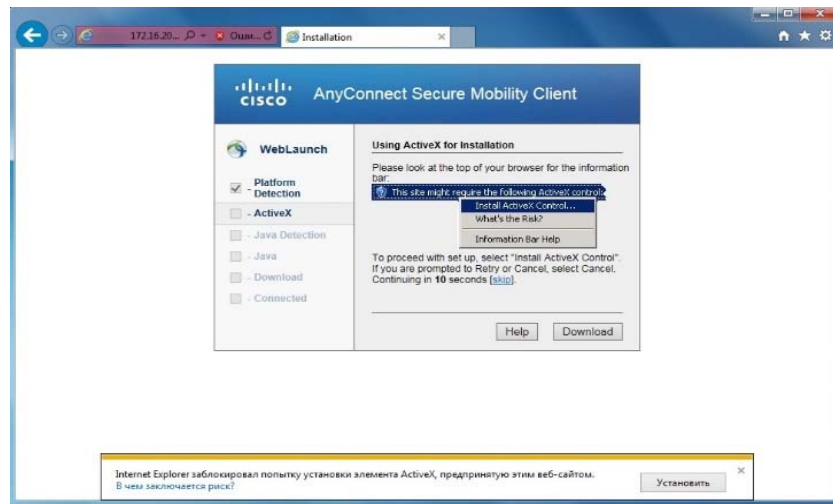 172.16.20...
Ошиб...
Installation
CISCO
AnyConnect Secure Mobility Client
WebLaunch
- Platform
Detection
- ActiveX
- Java Detection
- Java
- Download
- Connected
Using ActiveX for Installation
Please look at the top of your browser for the information
bar:
This site might require the following ActiveX control:
Install ActiveX Control...
What's the Risk?
Information Bar Help
To proceed with set up, select "Install ActiveX Control".
If you are prompted to Retry or Cancel, select Cancel.
Continuing in 10 seconds [skip].
Help
Download
Internet Explorer заблокировал попытку установки элемента ActiveX, предпринятую этим веб-сайтом.
В чем заключается риск?
Установить